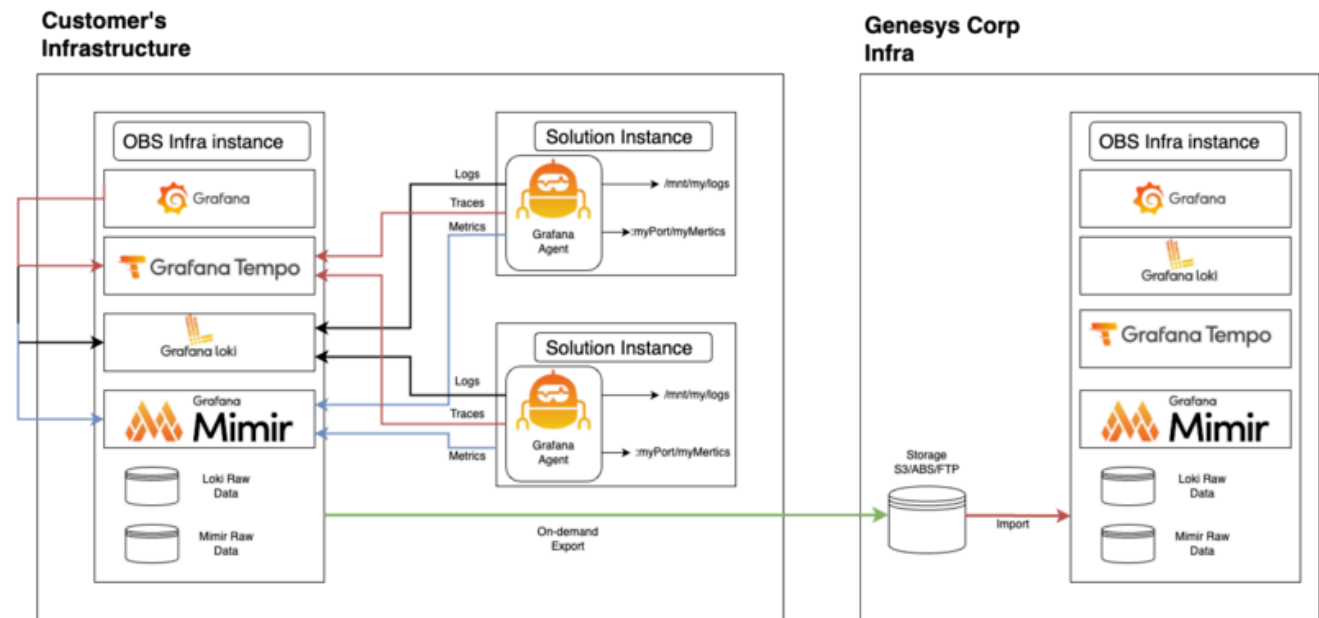 Customer's
Infrastructure
OBS Infra instance
Grafana
Grafana Tempo
Grafana loki
Grafana
Mimir
Loki Raw
Data
Mimir Raw
Data
Logs
Traces
Metrics
Solution Instance
Grafana
Agent
/mnt/my/logs
:myPort/myMertics
Logs
Traces
Metrics
Solution Instance
Grafana
Agent
/mnt/my/logs
:myPort/myMertics
On-demand
Export
Genesys Corp
Infra
Storage
S3/ABS/FTP
Import
OBS Infra instance
Grafana
Grafana loki
Grafana Tempo
Grafana
Mimir
Loki Raw
Data
Mimir Raw
Data